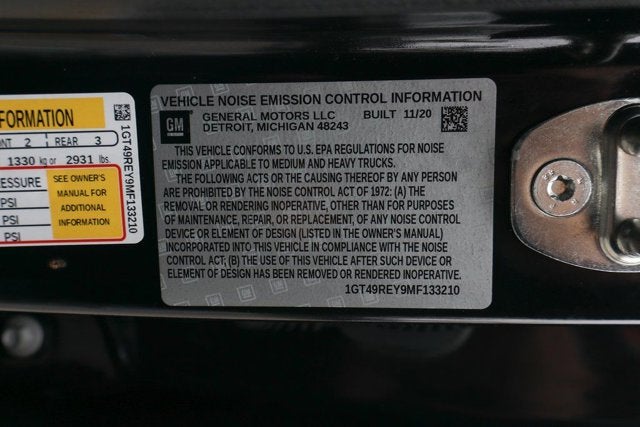 FORMATION
NT 2 REAR 3
1330 kg or 2931 lbs.
ESSURE
PSI
PSI
PSI
SEE OWNER'S
MANUAL FOR
ADDITIONAL
INFORMATION
1GT49REY9MF133210
VEHICLE NOISE EMISSION CONTROL INFORMATION
GM
GENERAL MOTORS LLC BUILT 11/20
DETROIT, MICHIGAN 48243
THIS VEHICLE CONFORMS TO U.S. EPA REGULATIONS FOR NOISE
EMISSION APPLICABLE TO MEDIUM AND HEAVY TRUCKS.
THE FOLLOWING ACTS OR THE CAUSING THEREOF BY ANY PERSON
ARE PROHIBITED BY THE NOISE CONTROL ACT OF 1972: (A) THE
REMOVAL OR RENDERING INOPERATIVE, OTHER THAN FOR PURPOSES
OF MAINTENANCE, REPAIR, OR REPLACEMENT, OF ANY NOISE CONTROL
DEVICE OR ELEMENT OF DESIGN (LISTED IN THE OWNER'S MANUAL)
INCORPORATED INTO THIS VEHICLE IN COMPLIANCE WITH THE NOISE
CONTROL ACT; (B) THE USE OF THIS VEHICLE AFTER SUCH DEVICE OR
ELEMENT OF DESIGN HAS BEEN REMOVED OR RENDERED INOPERATIVE.
1GT49REY9MF133210